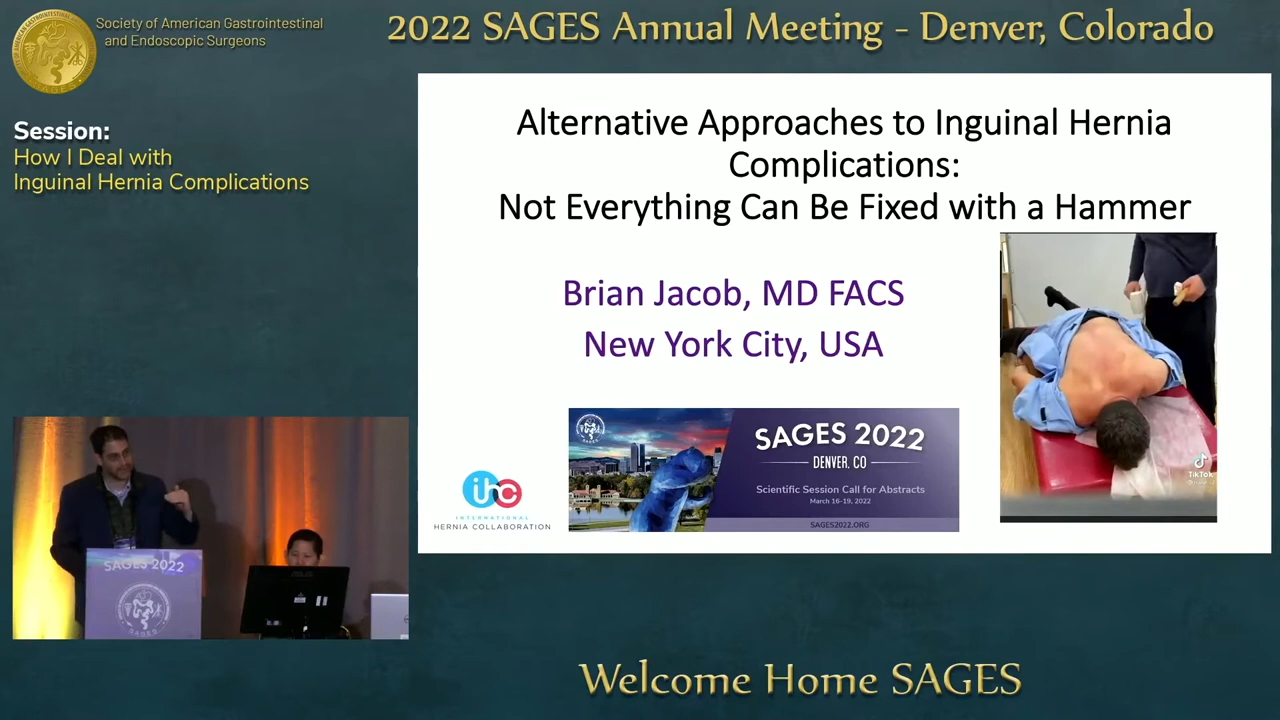 Society of American Gastrointestinal
and Endoscopic Surgeons
2022 SAGES Annual Meeting - Denver, Colorado
Session:
How I Deal with
Inguinal Hernia Complications
Alternative Approaches to Inguinal Hernia
Complications:
Not Everything Can Be Fixed with a Hammer
Brian Jacob, MD FACS
New York City, USA
SAGES 2022
DENVER, CO
Scientific Session Call for Abstracts
March 16-19, 2022
SAGES2022.ORG
ihc
INTERNATIONAL
HERNIA COLLABORATION
TikTok
SAGES 2022
SAGES
Welcome Home SAGES